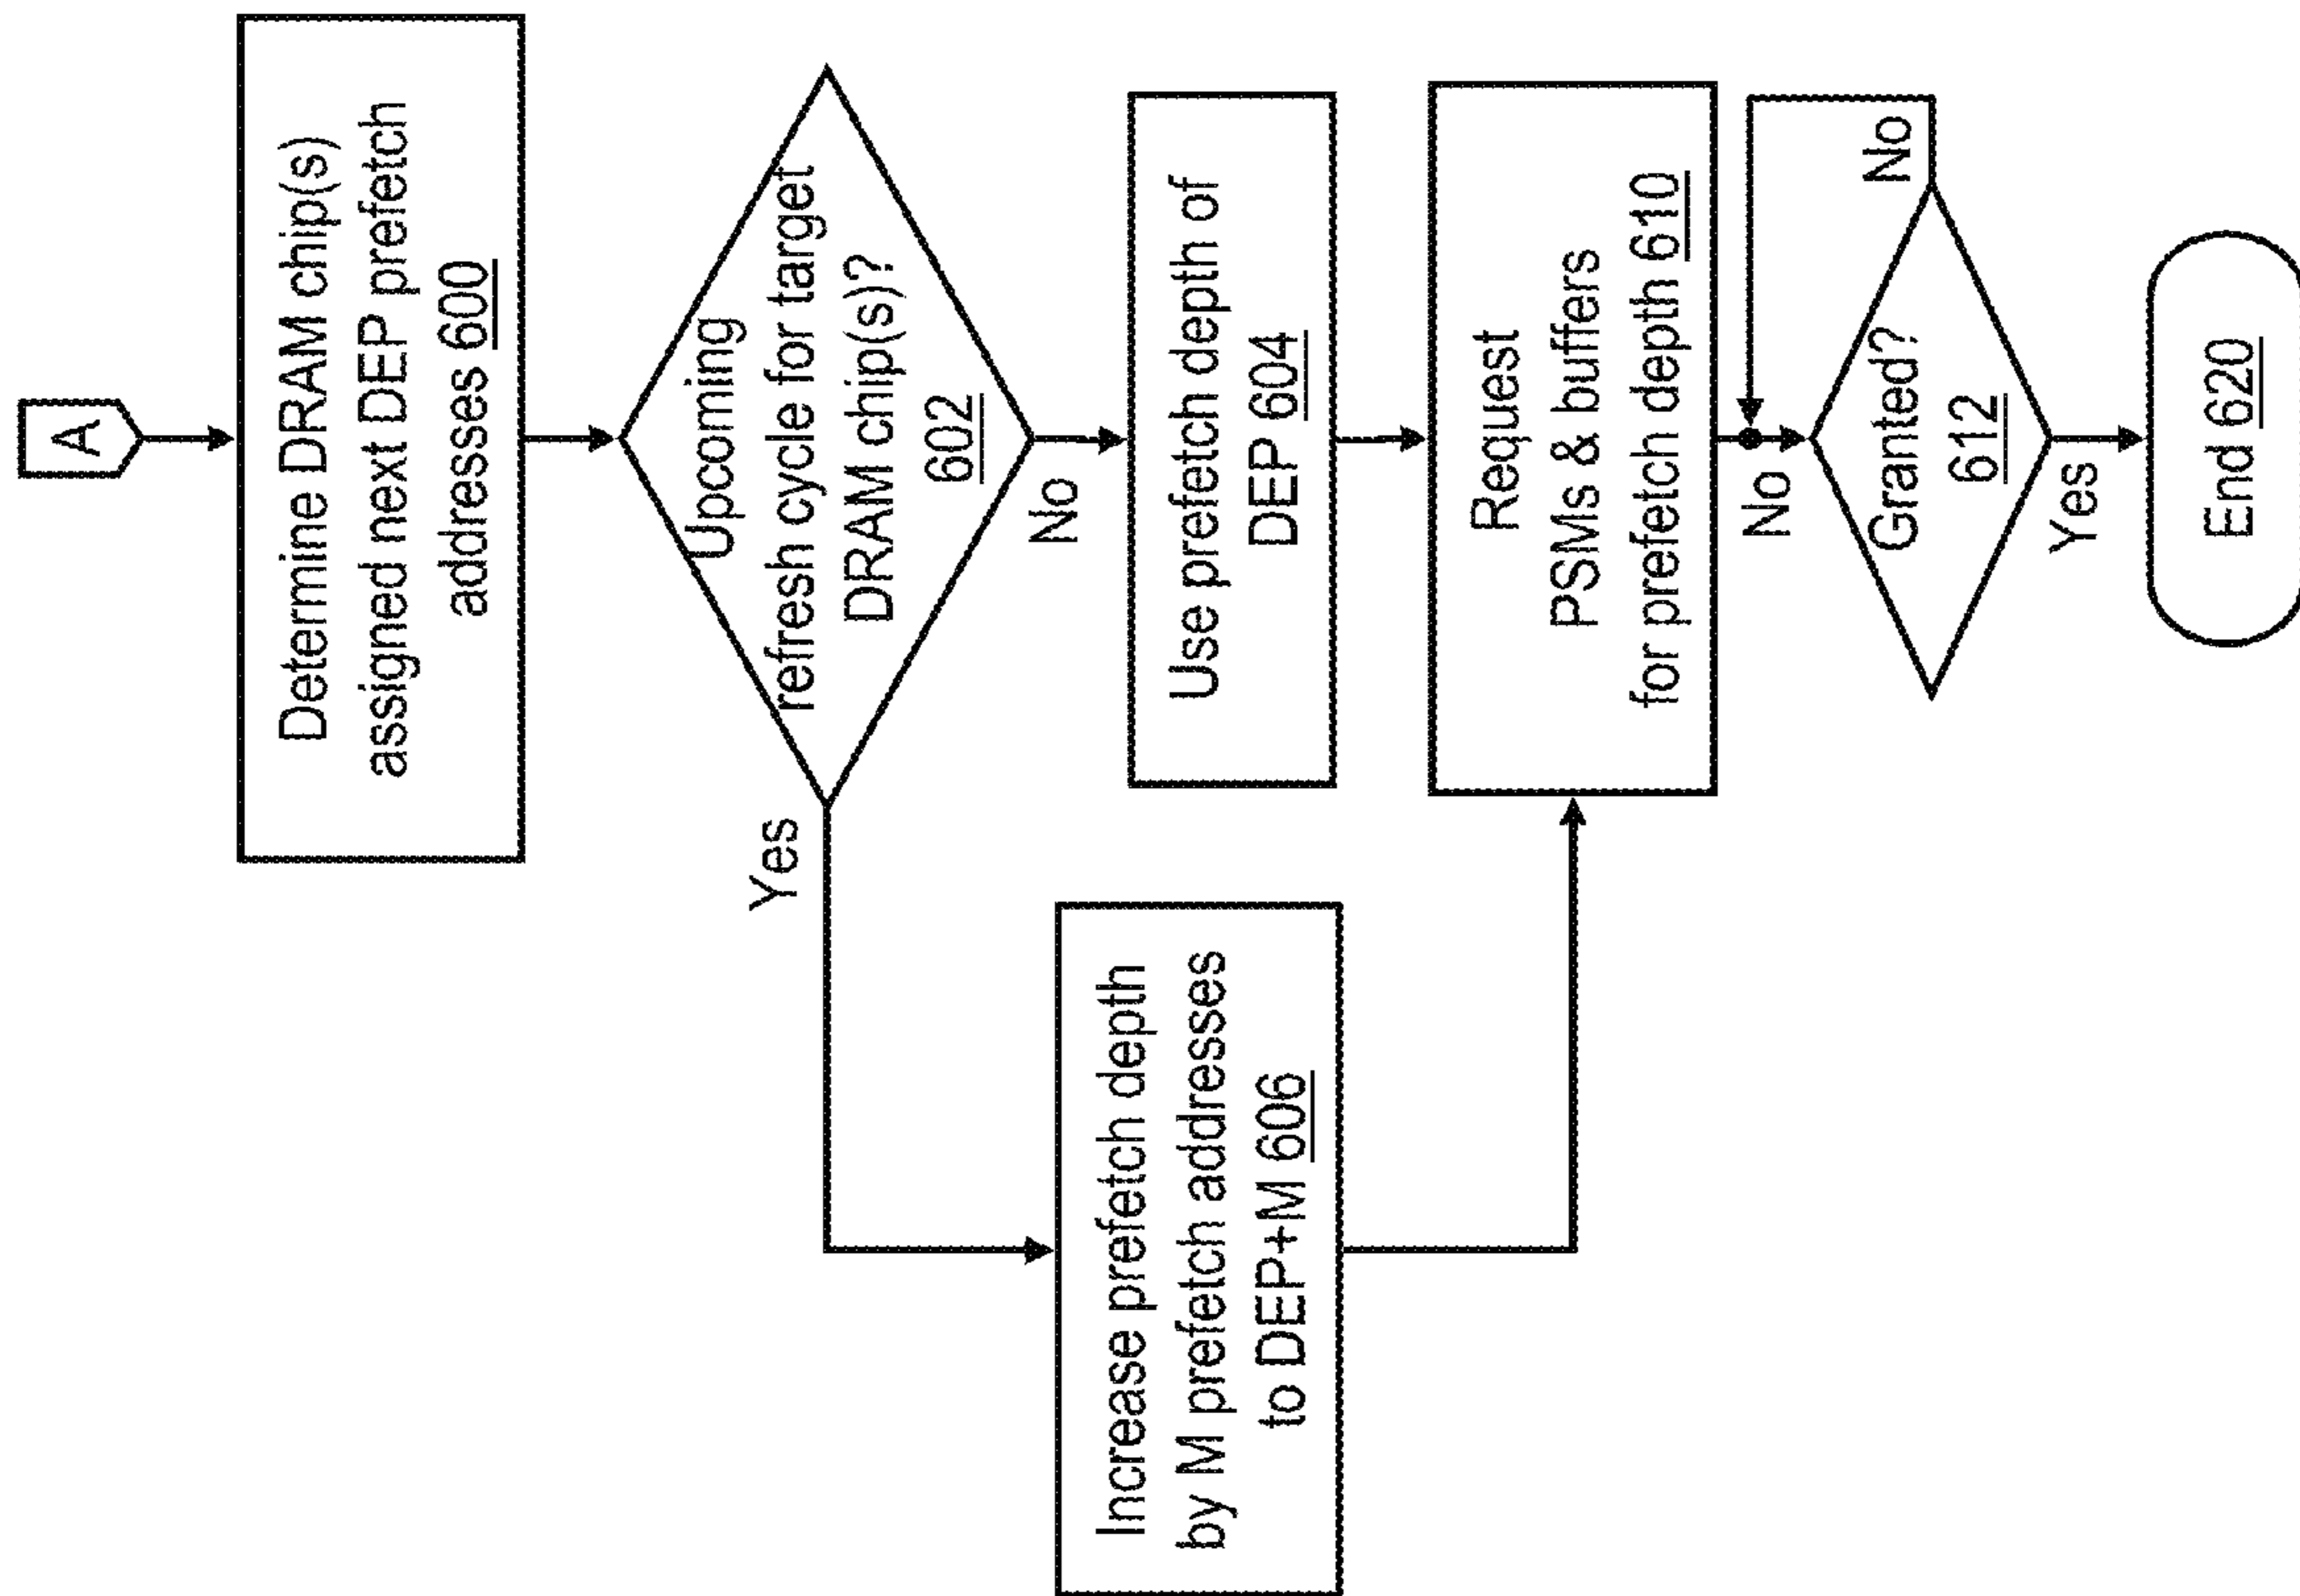 A
Determine DRAM chip(s)
assigned next DEP prefetch
addresses 600
Upcoming
refresh cycle for target
DRAM chip(s)?
602
Yes
No
Increase prefetch depth
by M prefetch addresses
to DEP+M 606
Use prefetch depth of
DEP 604
Request
PSMs & buffers
for prefetch depth 610
No
Granted?
612
No
Yes
End 620